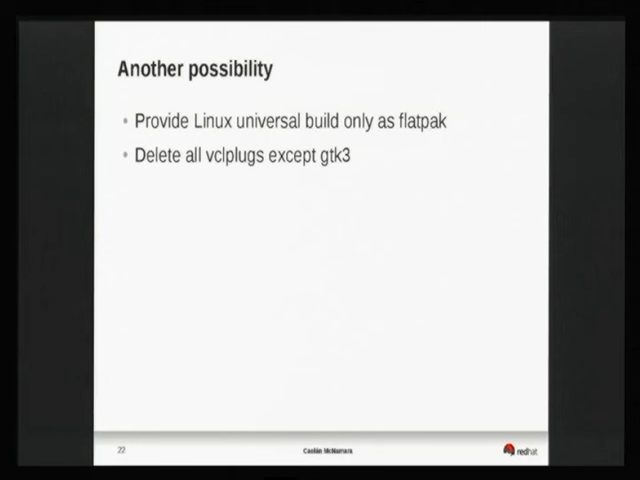 Another possibility
Provide Linux universal build only as flatpak
Delete all vclplugs except gtk3
22
Caolán McNamara
redhat